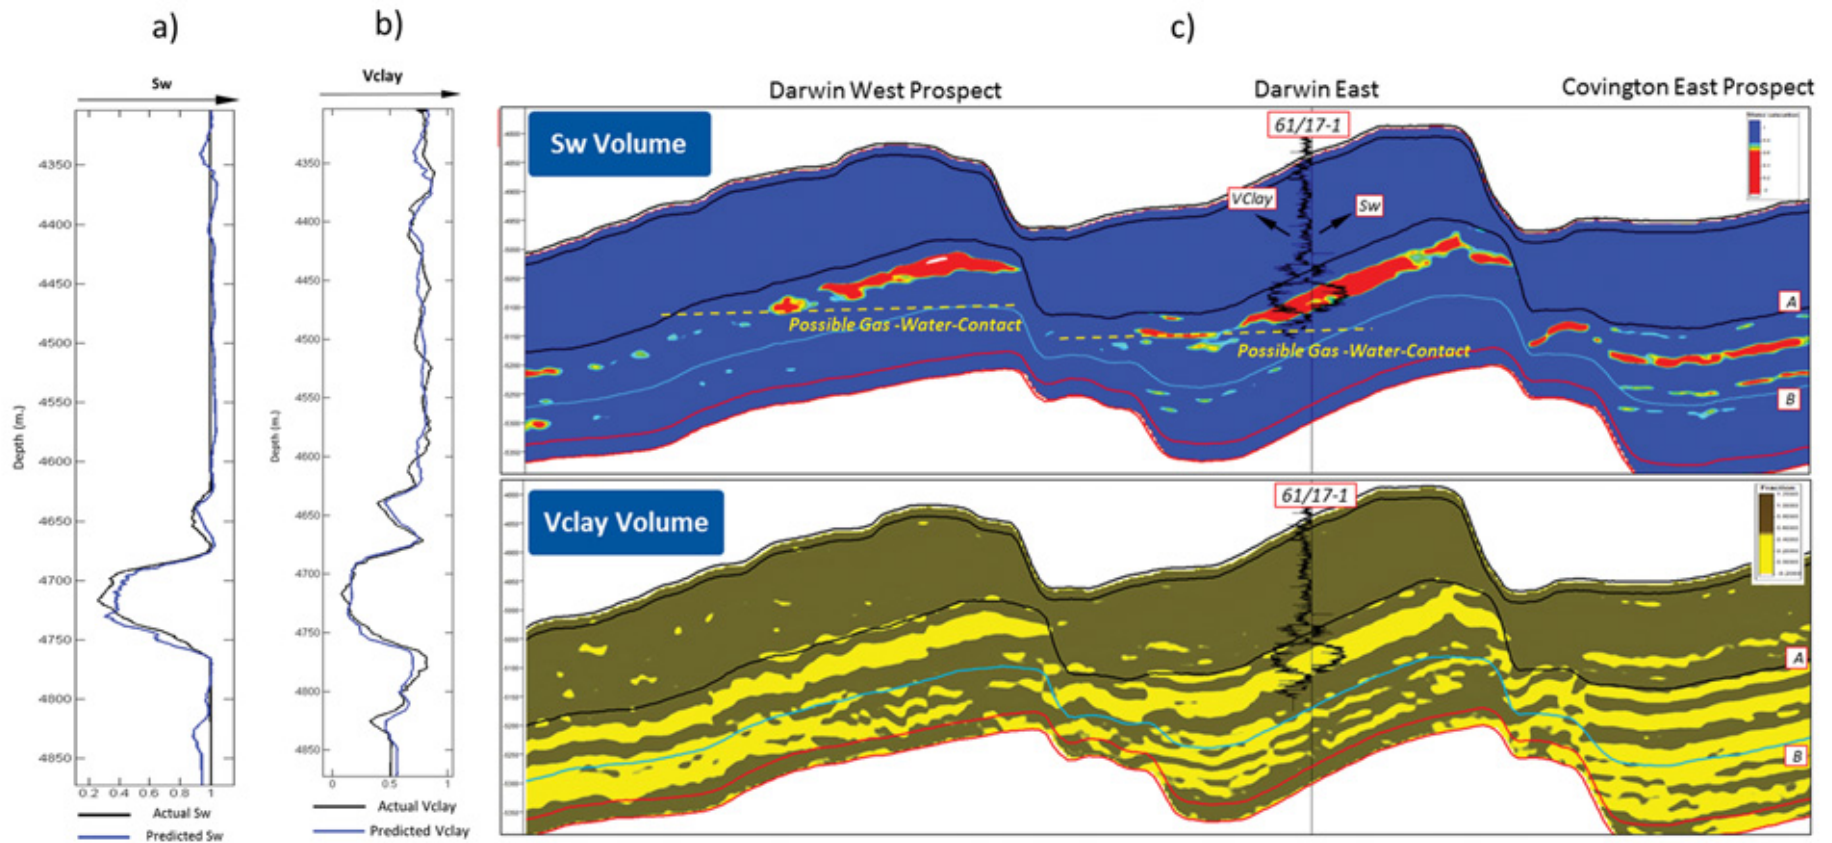 a)
b)
c)
Sw
Vclay
4350
4400
4450
4500
4550
4600
4650
4700
4750
4800
4850
Depth (m.)
0.2 0.4 0.6 0.8 1
Actual Sw
Predicted Sw
4350
4400
4450
4500
4550
4600
4650
4700
4750
4800
4850
Depth (m.)
0 0.5 1
Actual Vclay
Predicted Vclay
Darwin West Prospect
Darwin East
Covington East Prospect
Sw Volume
61/17-1
VClay
Sw
Possible Gas -Water-Contact
Possible Gas -Water-Contact
A
B
Vclay Volume
61/17-1
Fraction
A
B